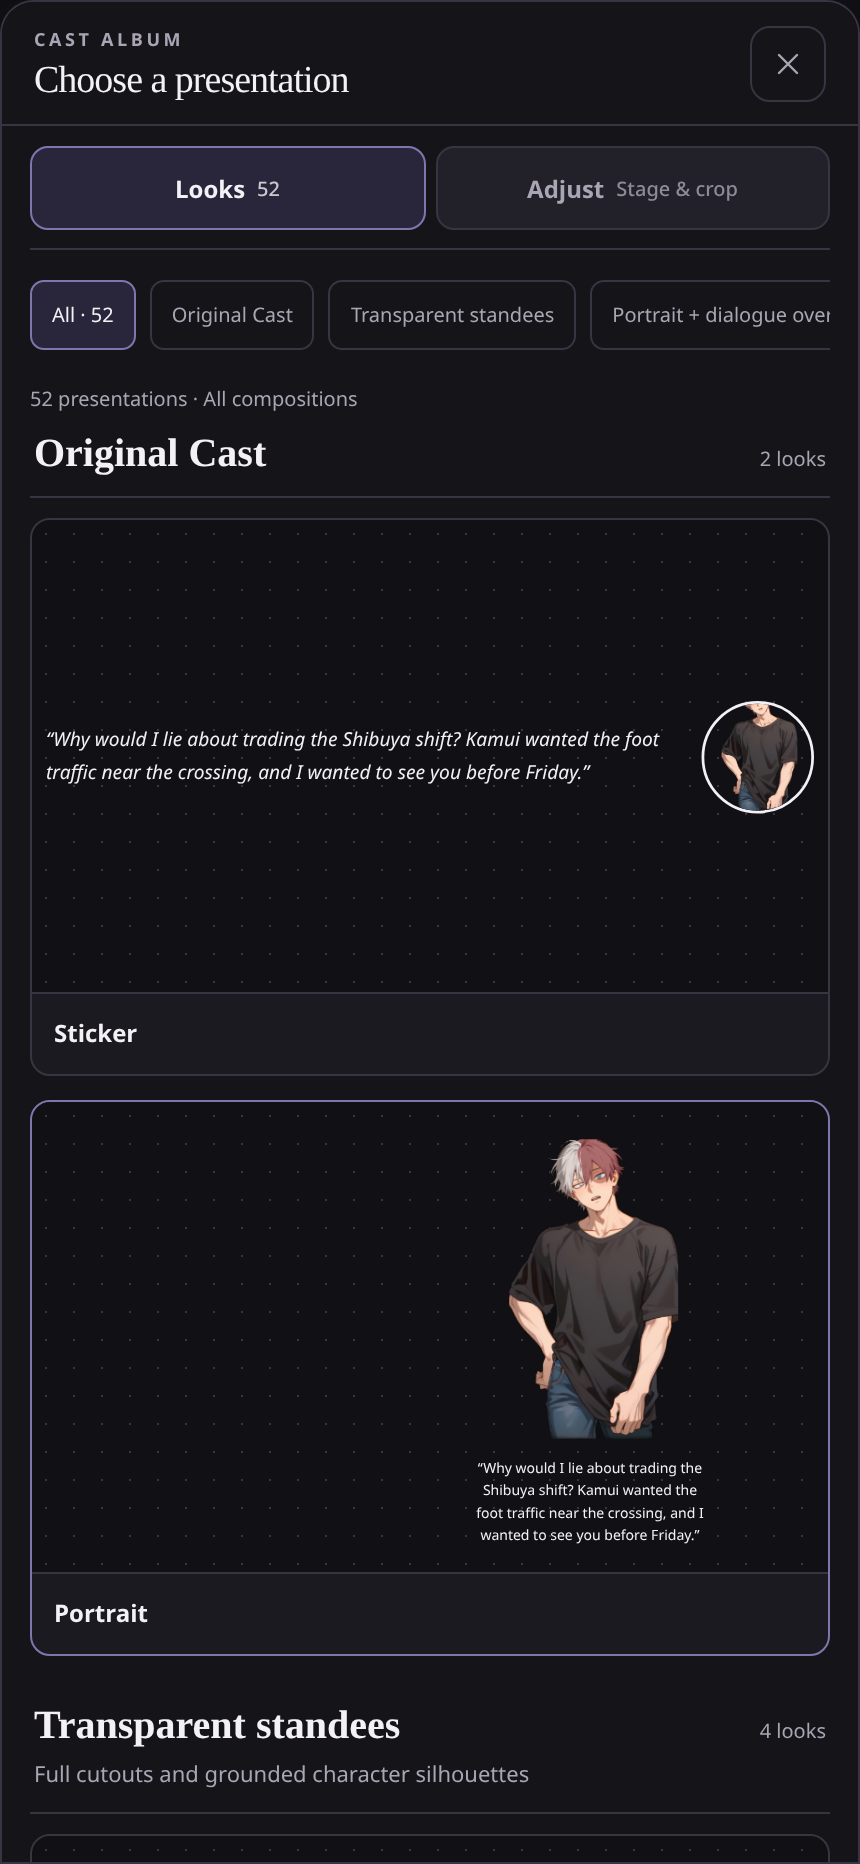 CAST ALBUM
Choose a presentation
Looks 52
Adjust Stage & crop
All · 52
Original Cast
Transparent standees
Portrait + dialogue over
52 presentations · All compositions
Original Cast
2 looks
“Why would I lie about trading the Shibuya shift? Kamui wanted the foot
traffic near the crossing, and I wanted to see you before Friday.”
Sticker
“Why would I lie about trading the
Shibuya shift? Kamui wanted the
foot traffic near the crossing, and I
wanted to see you before Friday.”
Portrait
Transparent standees
4 looks
Full cutouts and grounded character silhouettes